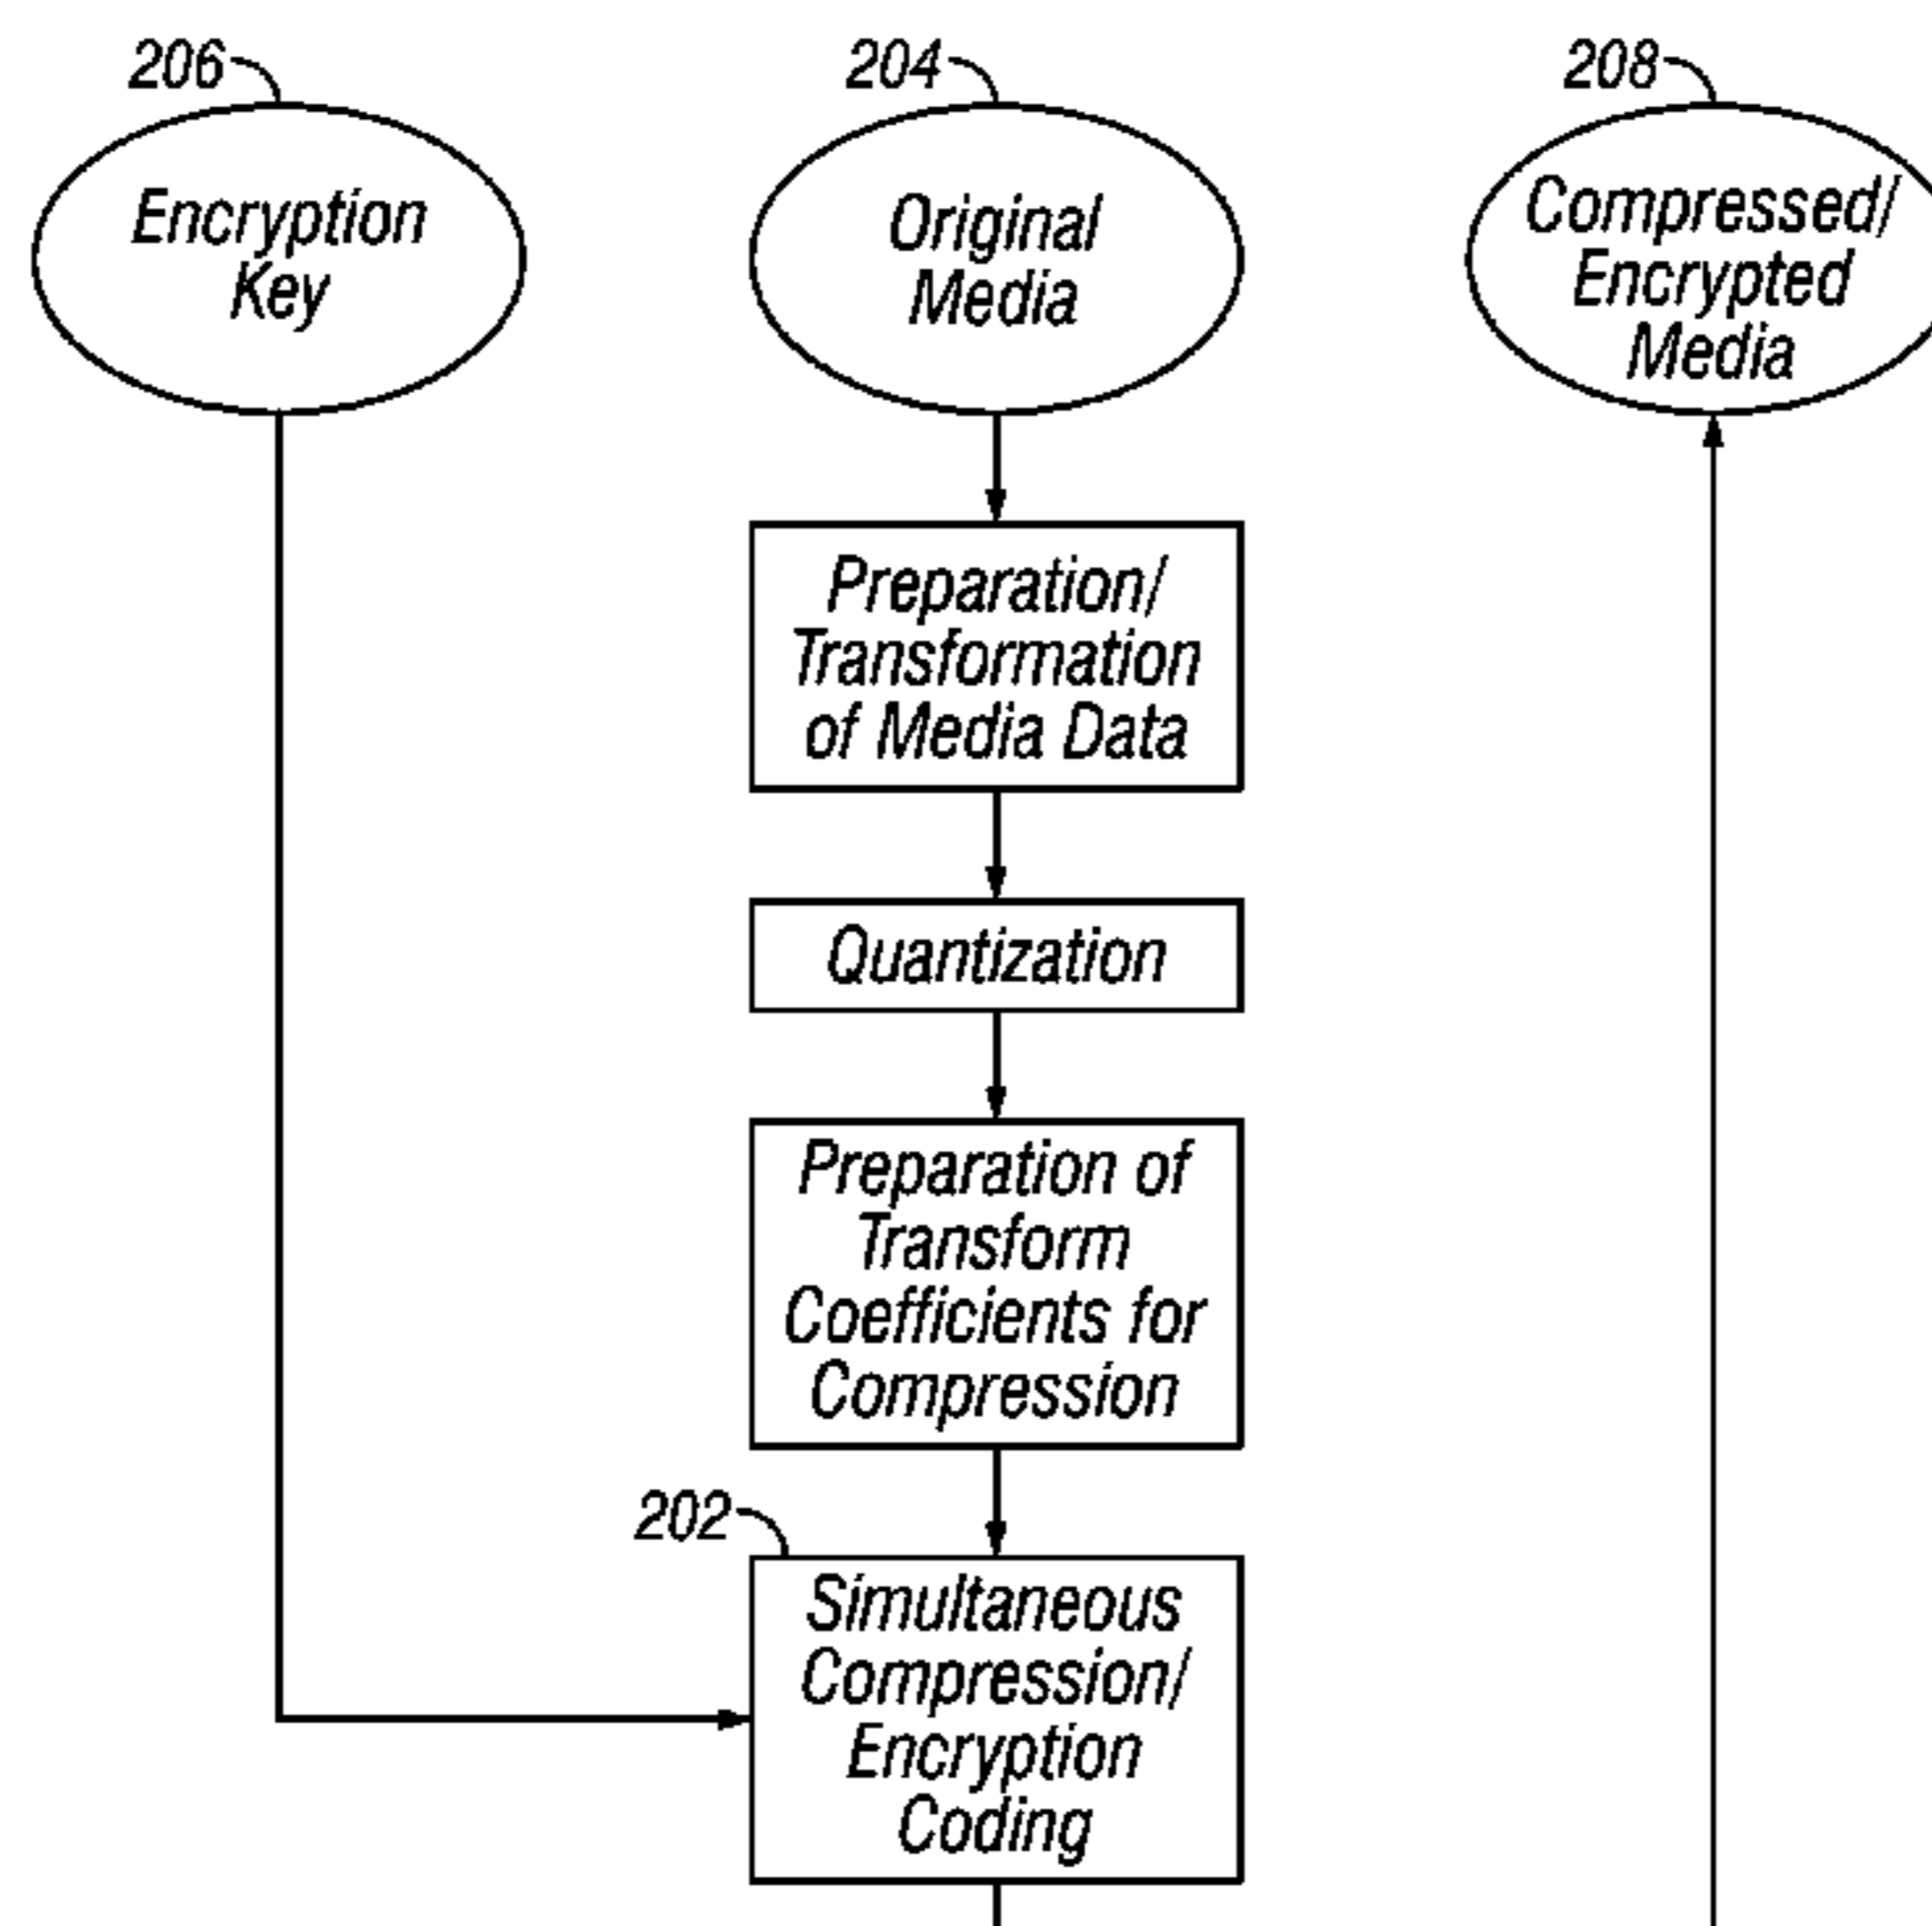 206
Encryption
Key
204
Original
Media
208
Compressed/
Encrypted
Media
Preparation/
Transformation
of Media Data
Quantization
Preparation of
Transform
Coefficients for
Compression
202
Simultaneous
Compression/
Encryption
Coding